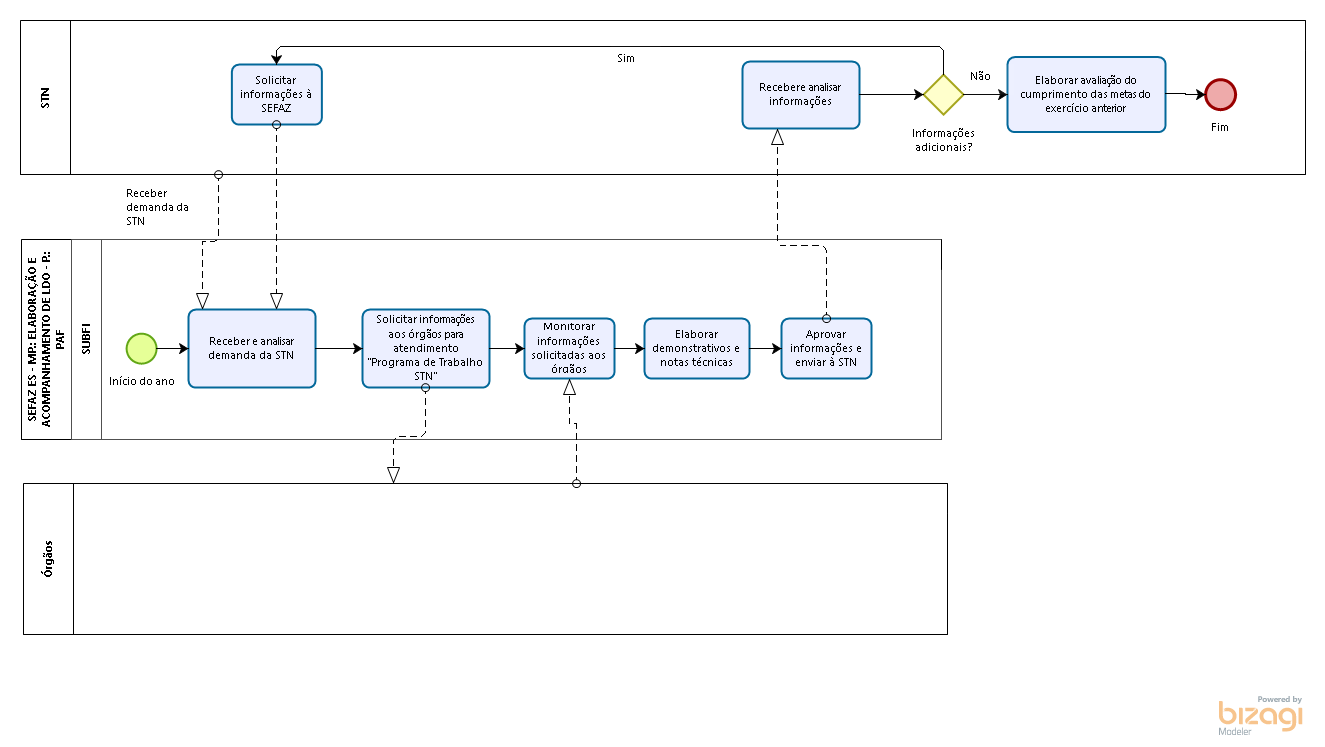 STN
Solicitar
informações à
SEFAZ
Sim
Recebere analisar
informações
Informações
adicionais?
Não
Elaborar avaliação do
cumprimento das metas do
exercício anterior
Fim
Receber
demanda da
STN
SEFAZ ES - MP.: ELABORAÇÃO E
ACOMPANHAMENTO DE LDO - P.:
PAF
SUBFI
Início do ano
Receber e analisar
demanda da STN
Solicitar informações
aos órgãos para
atendimento
"Programa de Trabalho
STN"
Monitorar
informações
solicitadas aos
órgãos
Elaborar
demonstrativos e
notas técnicas
Aprovar
informações e
enviar à STN
Órgãos
Powered by
bizagi
Modeler